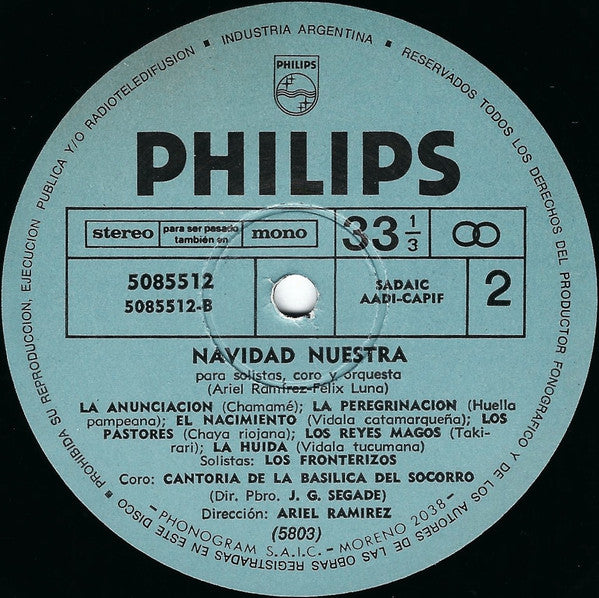 PROHIBIDA SU REPRODUCCION, EJECUCION PUBLICA Y/O RADIOTELEDIFUSION ▪ INDUSTRIA ARGENTINA ▪ RESERVADOS TODOS LOS DERECHOS DEL PRODUCTOR FONOGRAFICO Y DE LOS AUTORES DE LAS OBRAS REGISTRADAS EN ESTE DISCO ▪
PHILIPS
PHILIPS
stereo para ser pasado también en mono 33 1/3
5085512
5085512-B
SADAIC
AADI-CAPIF
2
NAVIDAD NUESTRA
para solistas, coro y orquesta
(Ariel Ramírez-Félix Luna)
LA ANUNCIACION (Chamamé); LA PEREGRINACION (Huella
pampeana); EL NACIMIENTO (Vidala catamarqueña); LOS
PASTORES (Chaya riojana); LOS REYES MAGOS (Taki-
rari); LA HUIDA (Vidala tucumana)
Solistas: LOS FRONTERIZOS
Coro: CANTORIA DE LA BASILICA DEL SOCORRO
(Dir. Pbro. J. G. SEGADE)
Dirección: ARIEL RAMIREZ
(5803)
-PHONOGRAM S.A.I.C.- MORENO 2038-